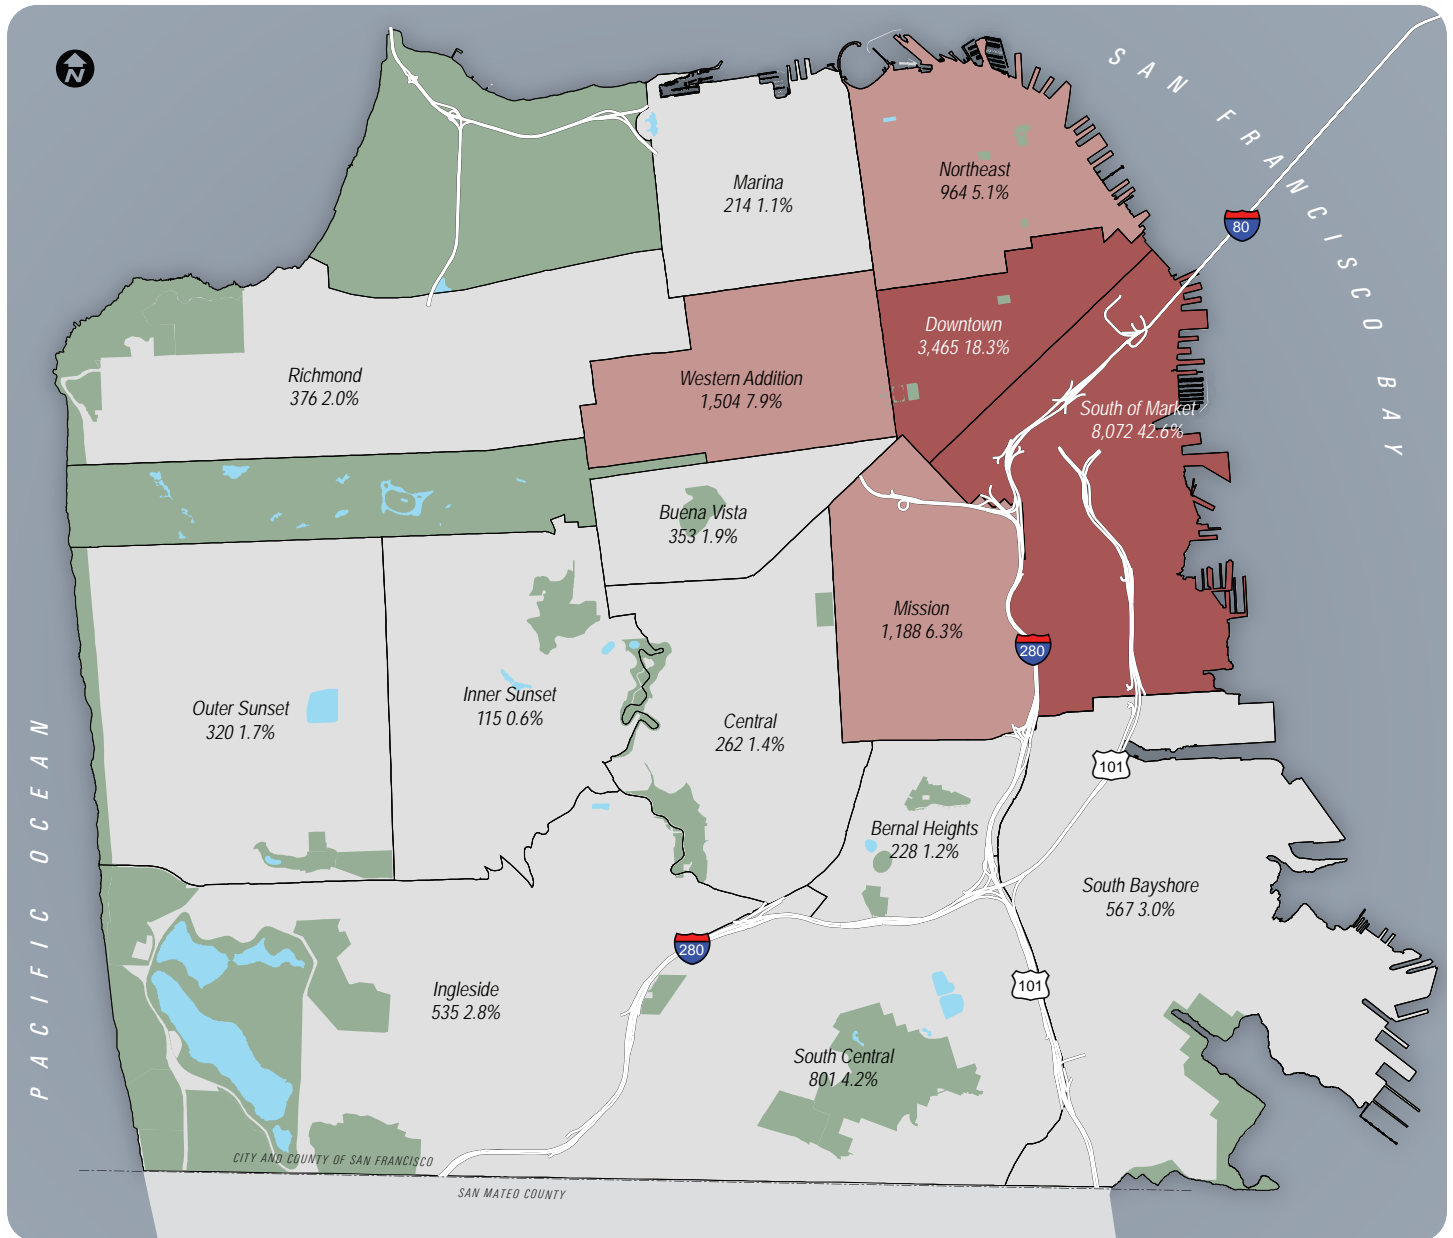 N
SAN FRANCISCO BAY
80
Marina
214 1.1%
Northeast
964 5.1%
Downtown
3,465 18.3%
Richmond
376 2.0%
Western Addition
1,504 7.9%
South of Market
8,072 42.6%
Buena Vista
353 1.9%
Mission
1,188 6.3%
280
Outer Sunset
320 1.7%
Inner Sunset
115 0.6%
Central
262 1.4%
101
PACIFIC OCEAN
Bernal Heights
228 1.2%
South Bayshore
567 3.0%
280
101
Ingleside
535 2.8%
South Central
801 4.2%
CITY AND COUNTY OF SAN FRANCISCO
SAN MATEO COUNTY